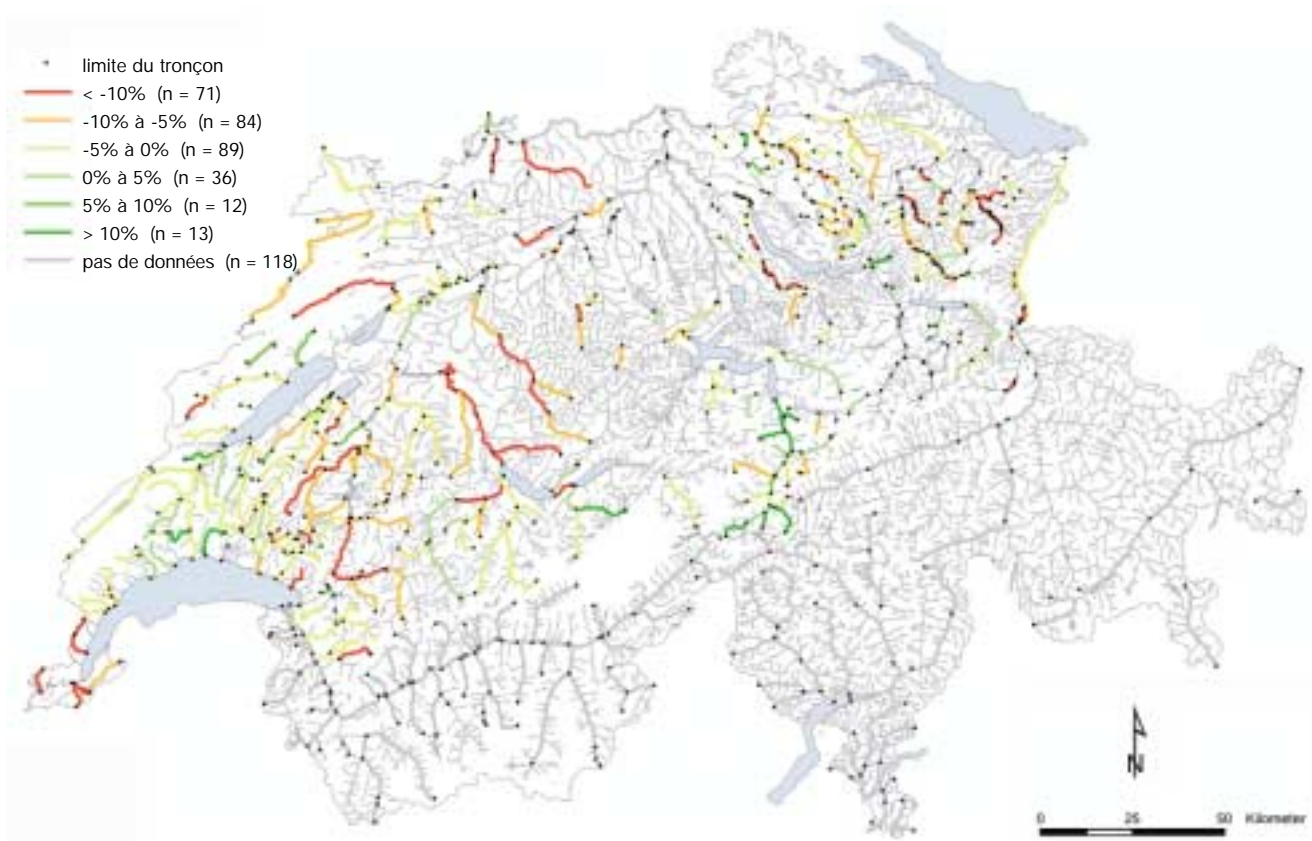 limite du tronçon
< -10% (n = 71)
-10% à -5% (n = 84)
-5% à 0% (n = 89)
0% à 5% (n = 36)
5% à 10% (n = 12)
> 10% (n = 13)
pas de données (n = 118)
N
0 25 50 Kilometer